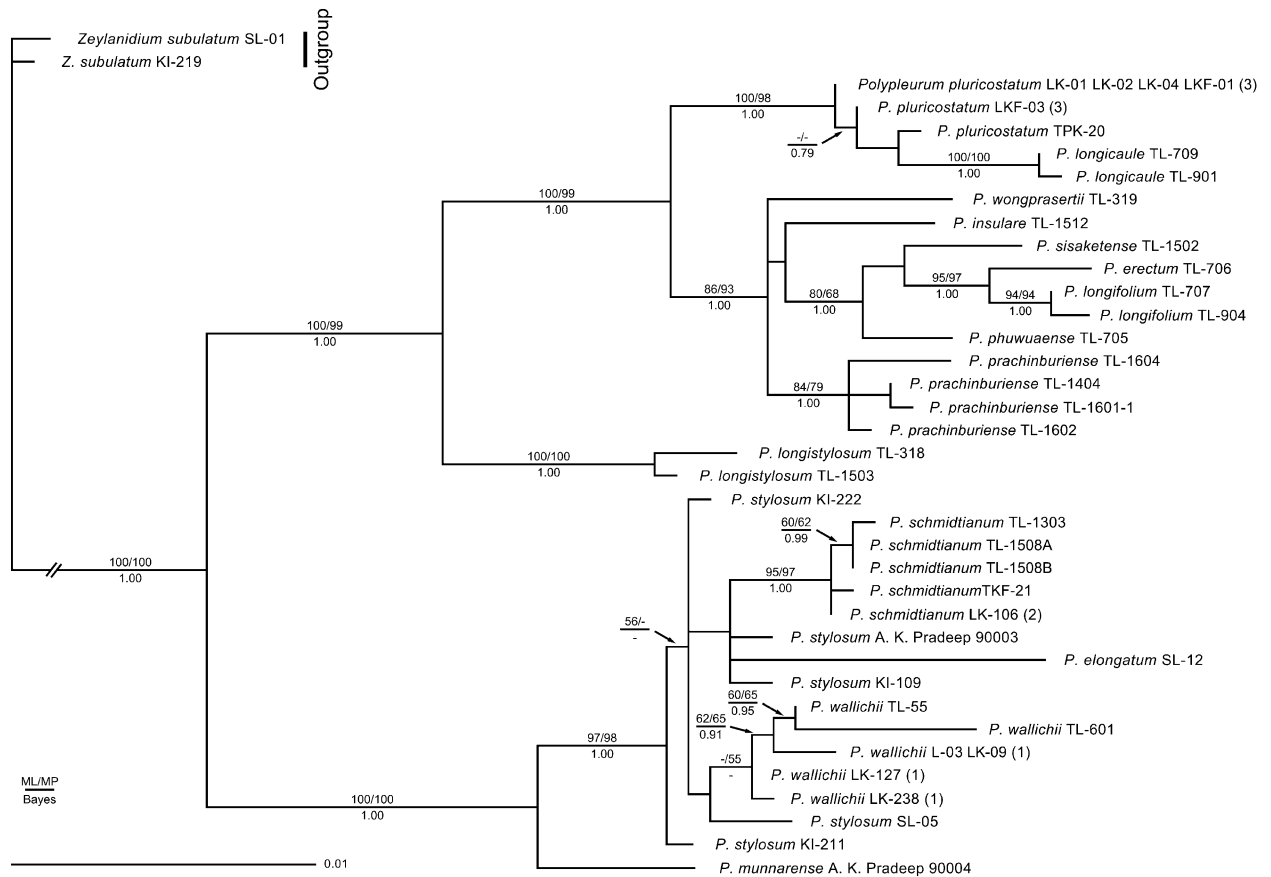 Zeylanidium subulatum SL-01
Z. subulatum KI-219
Outgroup
Polypleurum pluricostatum LK-01 LK-02 LK-04 LKF-01 (3)
100/98
1.00
P. pluricostatum LKF-03 (3)
-/-
0.79
P. pluricostatum TPK-20
100/100
1.00
P. longicaule TL-709
P. longicaule TL-901
100/99
1.00
P. wongprasertii TL-319
P. insulare TL-1512
P. sisaketense TL-1502
P. erectum TL-706
95/97
1.00
86/93
1.00
80/68
1.00
94/94
1.00
P. longifolium TL-707
P. longifolium TL-904
100/99
1.00
P. phuwuaense TL-705
P. prachinburiense TL-1604
84/79
1.00
P. prachinburiense TL-1404
P. prachinburiense TL-1601-1
P. prachinburiense TL-1602
100/100
1.00
P. longistylosum TL-318
P. longistylosum TL-1503
P. stylosum KI-222
60/62
0.99
P. schmidtianum TL-1303
P. schmidtianum TL-1508A
P. schmidtianum TL-1508B
100/100
1.00
95/97
1.00
P. schmidtianumTKF-21
P. schmidtianum LK-106 (2)
56/-
-
P. stylosum A. K. Pradeep 90003
P. elongatum SL-12
P. stylosum KI-109
60/65
0.95
P. wallichii TL-55
62/65
0.91
P. wallichii TL-601
97/98
1.00
P. wallichii L-03 LK-09 (1)
-/55
-
P. wallichii LK-127 (1)
ML/MP
Bayes
100/100
1.00
P. wallichii LK-238 (1)
P. stylosum SL-05
P. stylosum KI-211
0.01
P. munnarense A. K. Pradeep 90004